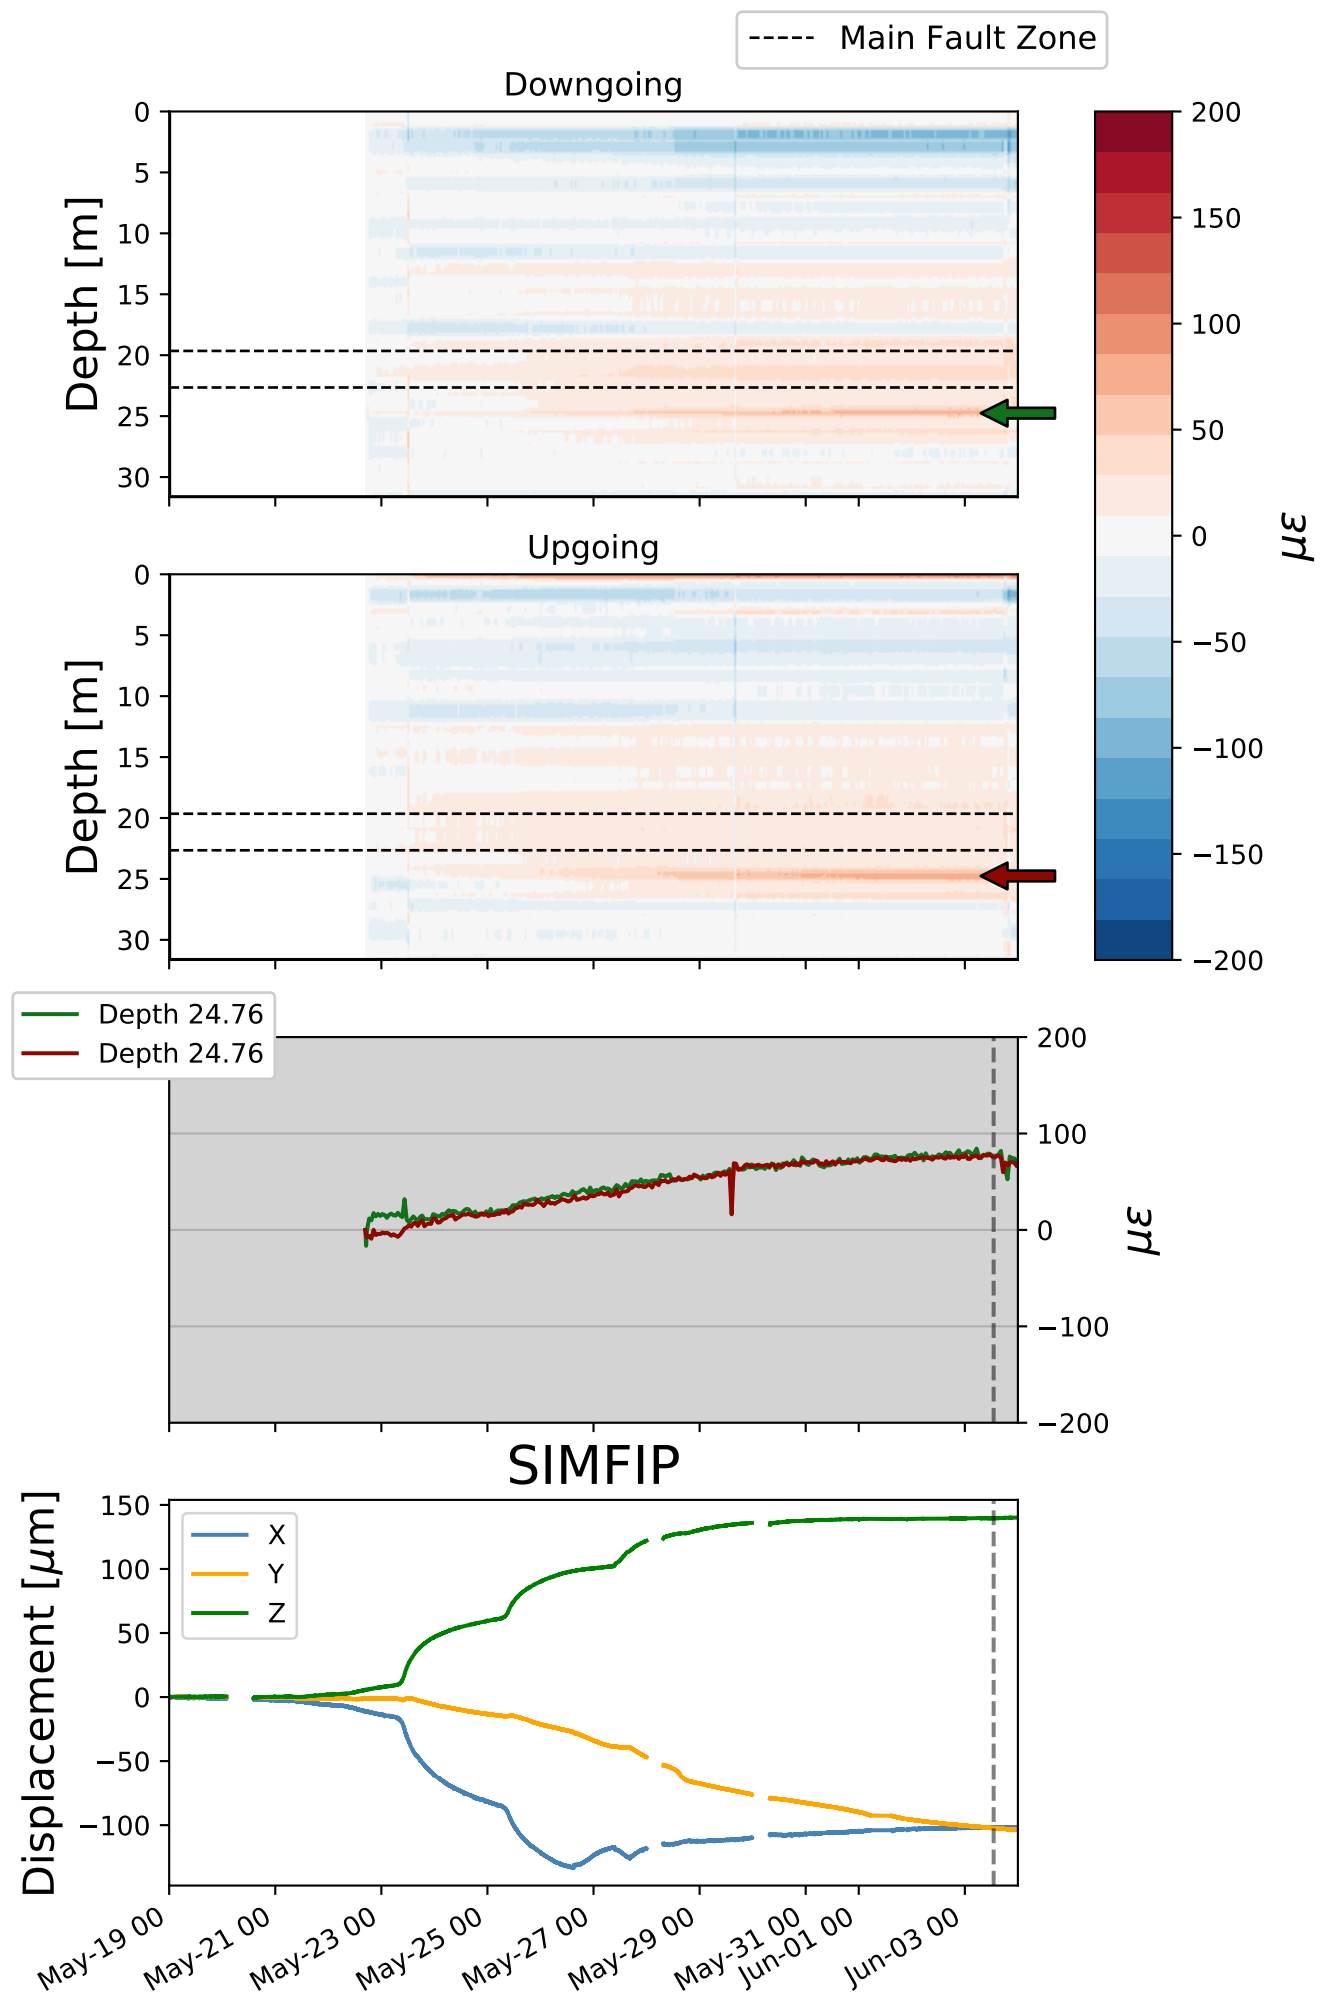 Main Fault Zone
Downgoing
Depth [m]
0
5
10
15
20
25
30
Upgoing
Depth [m]
0
5
10
15
20
25
30
200
150
100
50
0
−50
−100
−150
−200
με
Depth 24.76
Depth 24.76
200
100
0
−100
−200
με
SIMFIP
Displacement [μm]
150
100
50
0
−50
−100
X
Y
Z
May-19 00
May-21 00
May-23 00
May-25 00
May-27 00
May-29 00
May-31 00
Jun-01 00
Jun-03 00